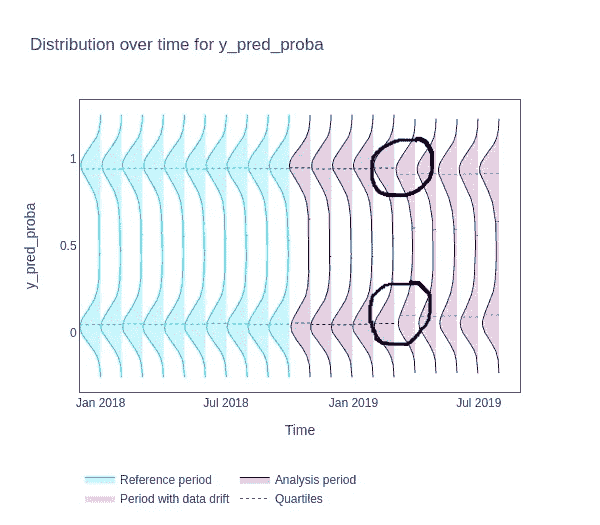 Distribution over time for y_pred_proba
1
0.5
0
y_pred_proba
Jan 2018 Jul 2018 Jan 2019 Jul 2019
Time
Reference period Analysis period
Period with data drift Quartiles